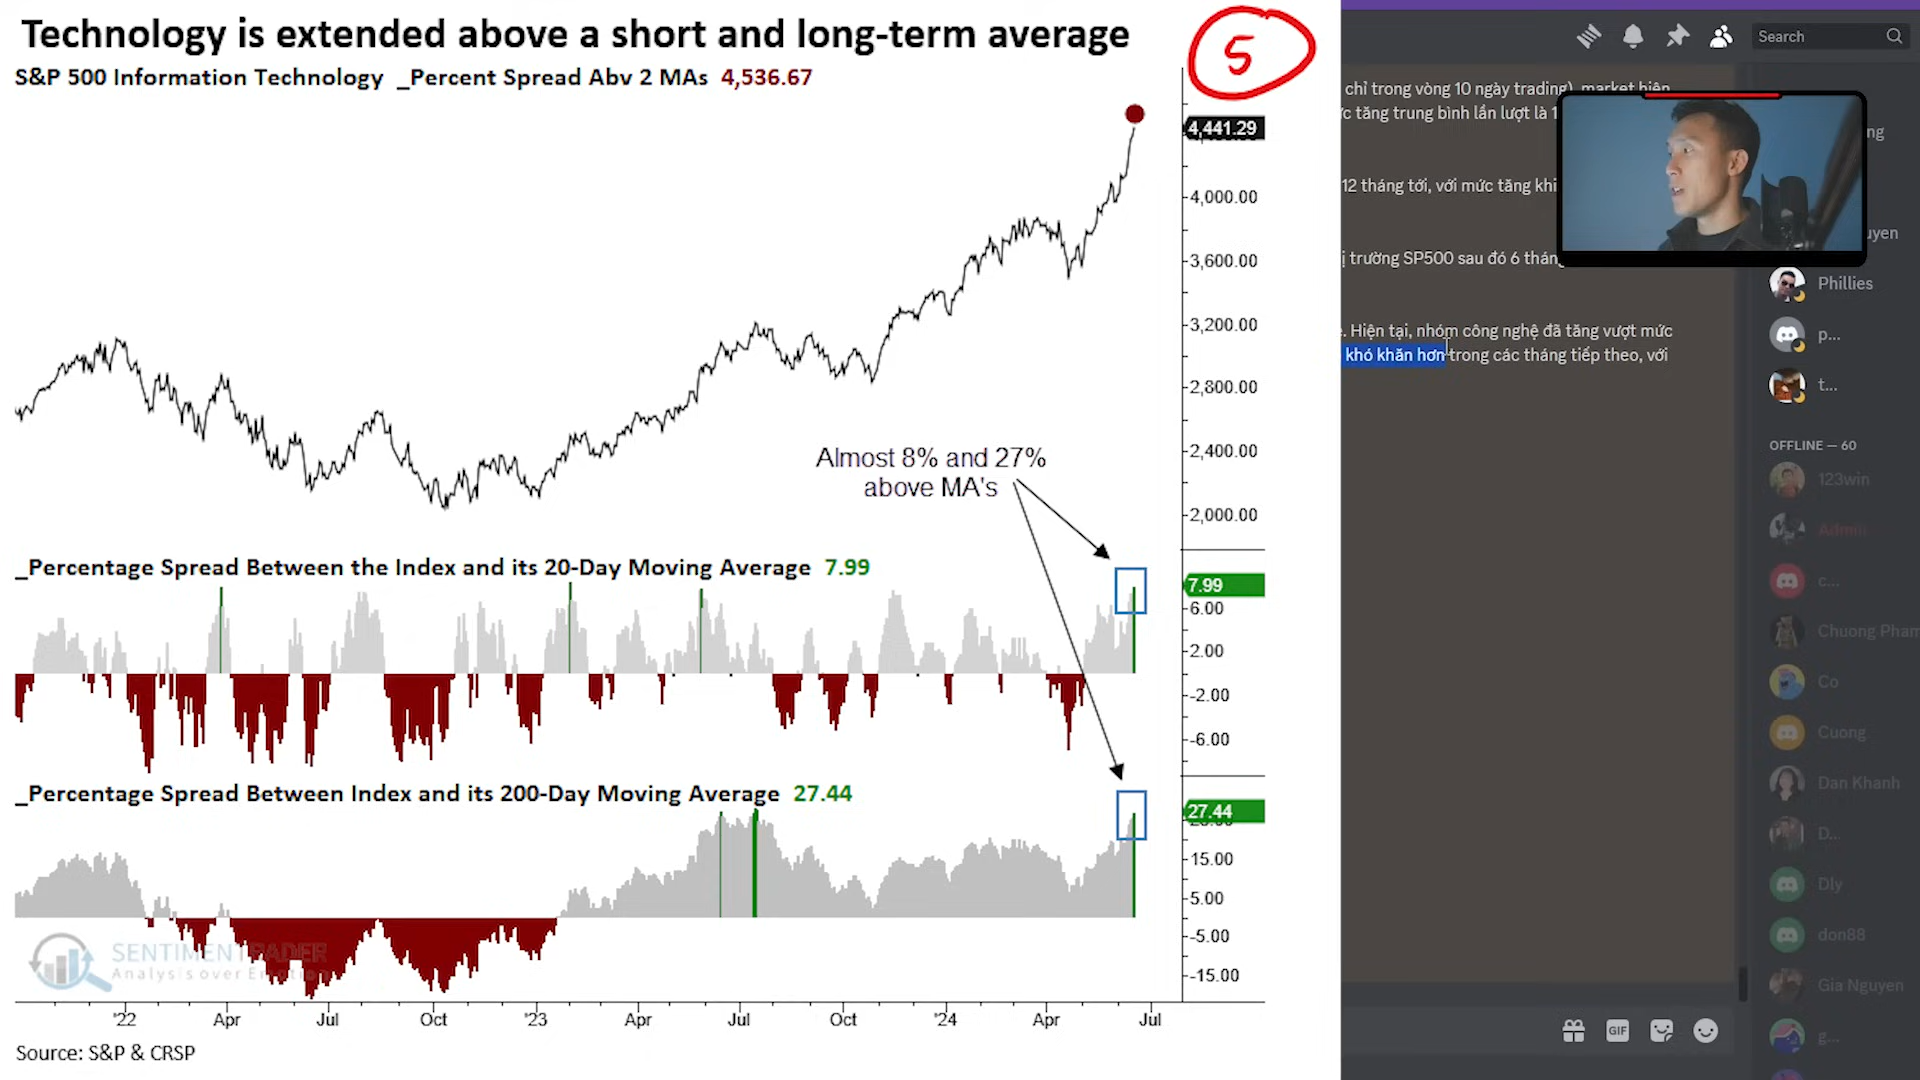 Technology is extended above a short and long-term average
S&P 500 Information Technology _Percent Spread Abv 2 MAs 4,536.67
5
4,441.29
4,000.00
3,600.00
3,200.00
2,800.00
2,400.00
2,000.00
Almost 8% and 27%
above MA's
_Percentage Spread Between the Index and its 20-Day Moving Average 7.99
7.99
6.00
2.00
-2.00
-6.00
_Percentage Spread Between Index and its 200-Day Moving Average 27.44
27.44
15.00
5.00
-5.00
-15.00
SENTIMENTRADER
Analysis over Emotion
'22 Apr Jul Oct '23 Apr Jul Oct '24 Apr Jul
Source: S&P & CRSP
Search
chỉ trong vòng 10 ngày trading), market hiện
tăng trung bình lần lượt là
12 tháng tới, với mức tăng
trường SP500 sau đó 6
. Hiện tại, nhóm công nghệ đã tăng vượt mức
khó khăn hơn trong các tháng tiếp theo, với
Phillies
p...
t...
OFFLINE — 60
123win
Admin
c...
Chuong Pham
Co
Cuong
Dan Khanh
D...
Dly
don88
Gia Nguyen
g...
GIF